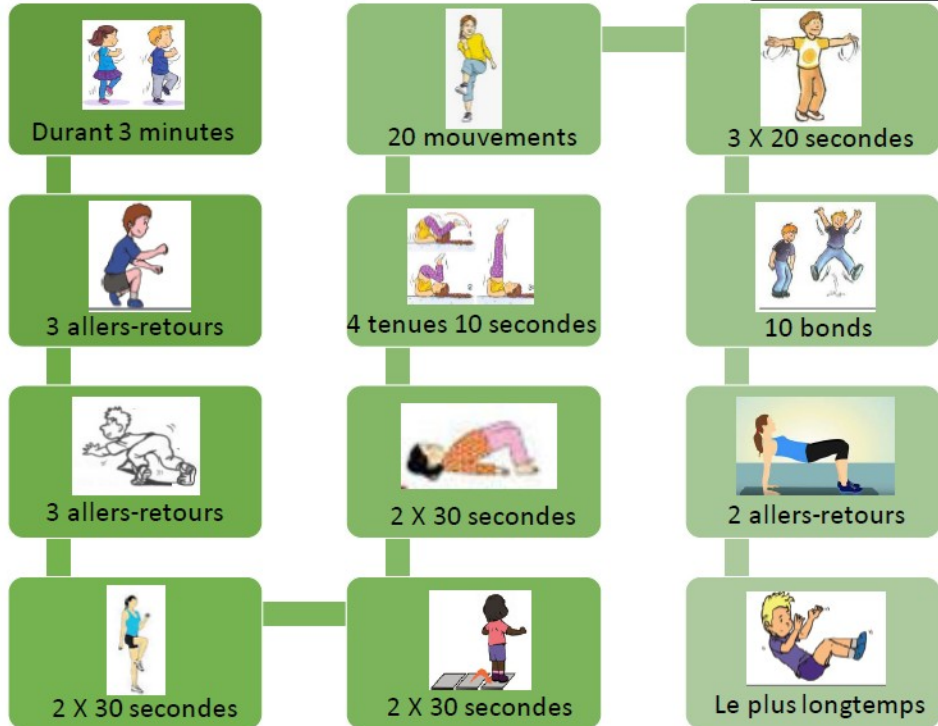 Durant 3 minutes
3 allers-retours
3 allers-retours
2 X 30 secondes
2 X 30 secondes
2 X 30 secondes
4 tenues 10 secondes
20 mouvements
3 X 20 secondes
10 bonds
2 allers-retours
Le plus longtemps